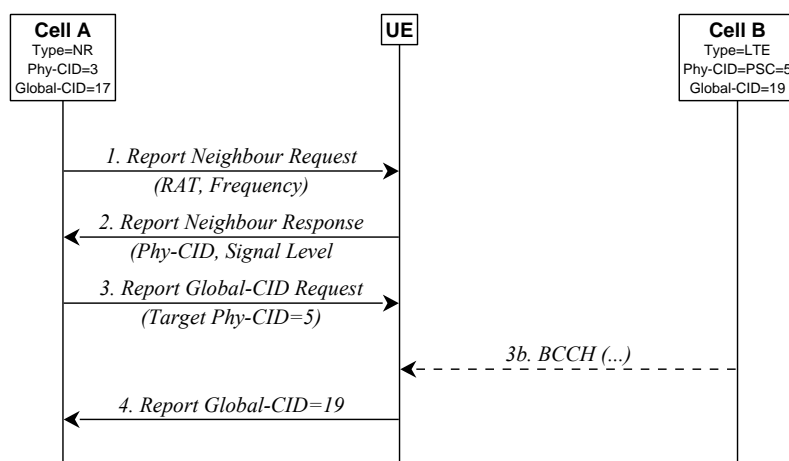 Cell A
Type=NR
Phy-CID=3
Global-CID=17
UE
Cell B
Type=LTE
Phy-CID=PSC=5
Global-CID=19
1. Report Neighbour Request
(RAT, Frequency)
2. Report Neighbour Response
(Phy-CID, Signal Level
3. Report Global-CID Request
(Target Phy-CID=5)
3b. BCCH (...)
4. Report Global-CID=19